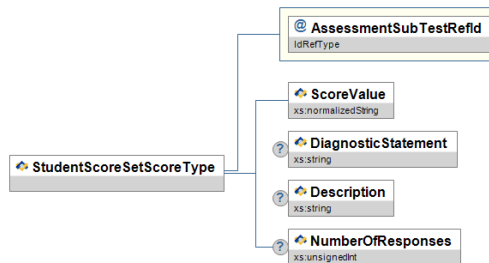 @ AssessmentSubTestRefId
IdRefType
ScoreValue
xs:normalizedString
? DiagnosticStatement
xs:string
StudentScoreSetScoreType
? Description
xs:string
? NumberOfResponses
xs:unsignedInt